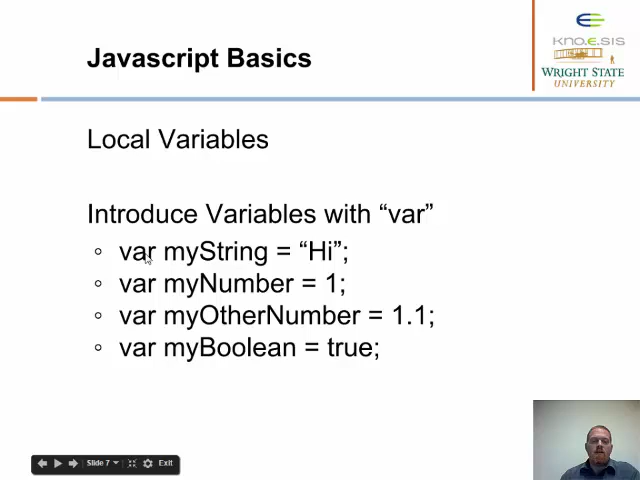 Javascript Basics
KNO.E.SIS
WRIGHT STATE
UNIVERSITY
Local Variables
Introduce Variables with “var”
◦ var myString = “Hi”;
◦ var myNumber = 1;
◦ var myOtherNumber = 1.1;
◦ var myBoolean = true;
Slide 7
Exit